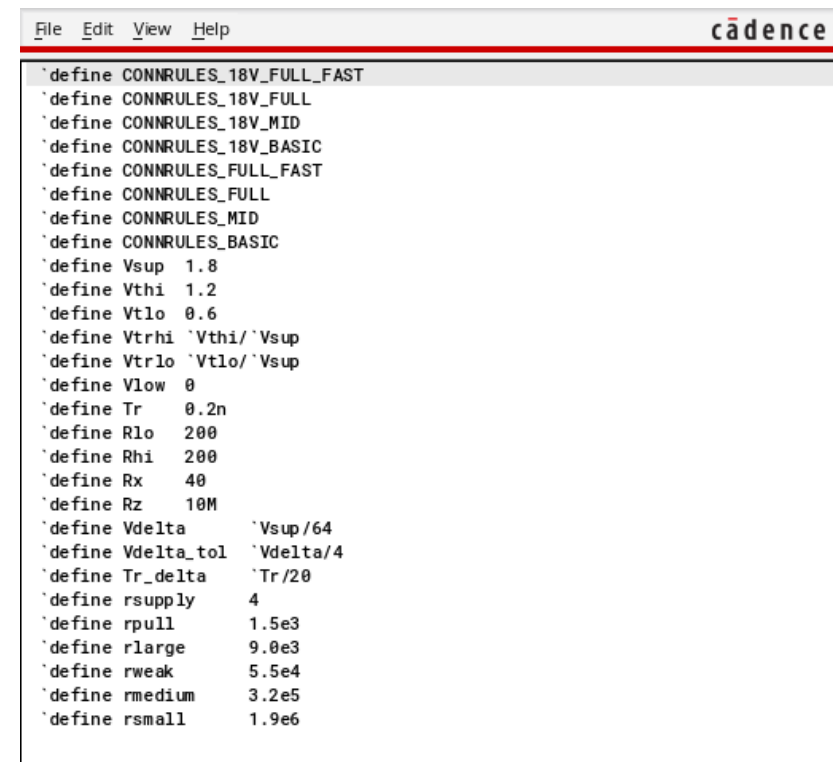 File Edit View Help cādence
`define CONNRULES_18V_FULL_FAST
`define CONNRULES_18V_FULL
`define CONNRULES_18V_MID
`define CONNRULES_18V_BASIC
`define CONNRULES_FULL_FAST
`define CONNRULES_FULL
`define CONNRULES_MID
`define CONNRULES_BASIC
`define Vsup 1.8
`define Vthi 1.2
`define Vtlo 0.6
`define Vtrhi `Vthi/`Vsup
`define Vtrlo `Vtlo/`Vsup
`define Vlow 0
`define Tr 0.2n
`define Rlo 200
`define Rhi 200
`define Rx 40
`define Rz 10M
`define Vdelta `Vsup/64
`define Vdelta_tol `Vdelta/4
`define Tr_delta `Tr/20
`define rsupply 4
`define rpull 1.5e3
`define rlarge 9.0e3
`define rweak 5.5e4
`define rmedium 3.2e5
`define rsmall 1.9e6